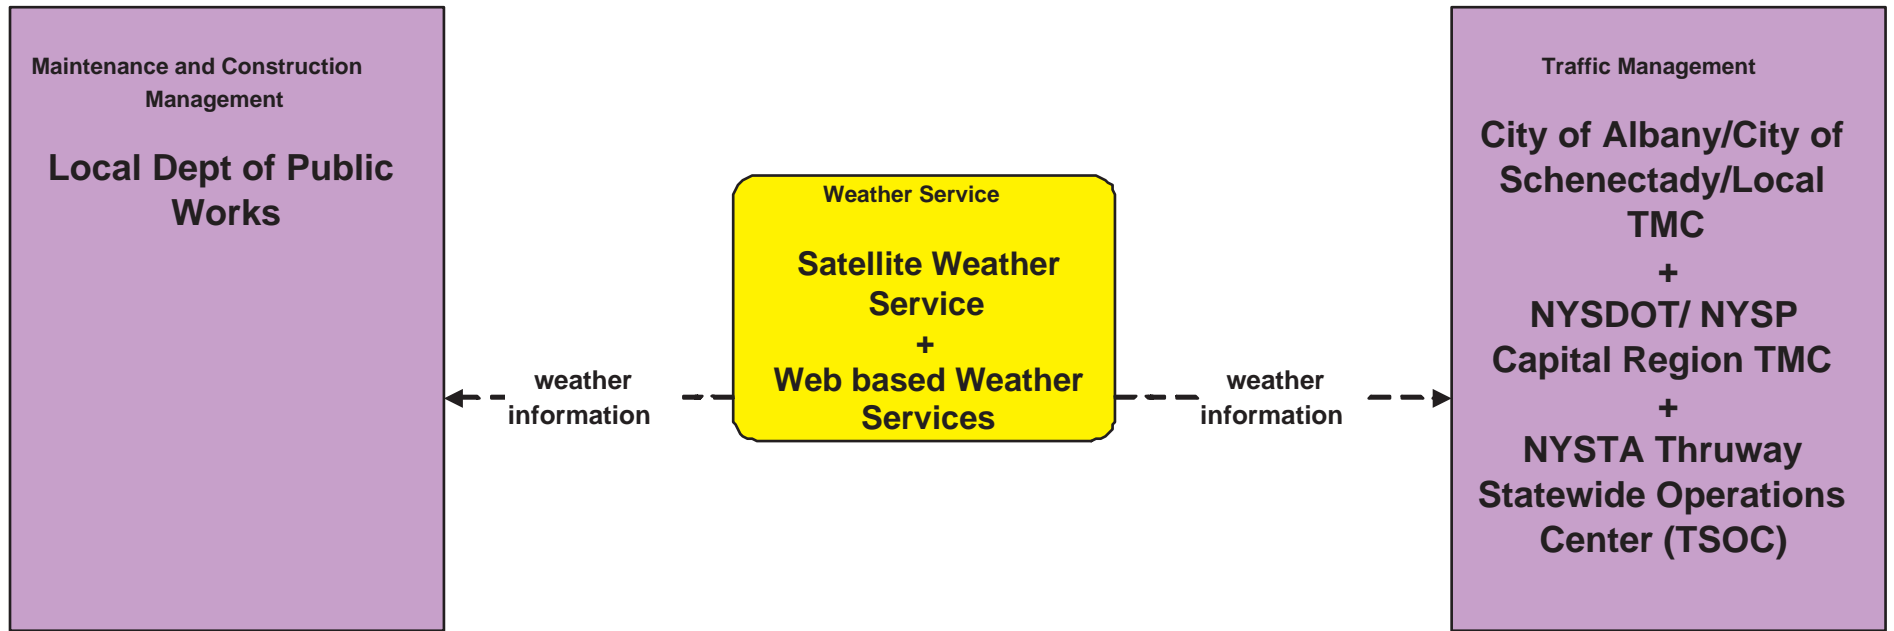 Maintenance and Construction
Management
Local Dept of Public
Works
weather
information
Weather Service
Satellite Weather
Service
+
Web based Weather
Services
weather
information
Traffic Management
City of Albany/City of
Schenectady/Local
TMC
+
NYSDOT/ NYSP
Capital Region TMC
+
NYSTA Thruway
Statewide Operations
Center (TSOC)